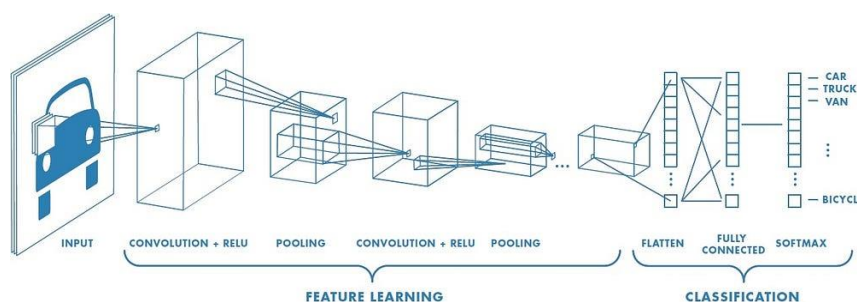 CAR
TRUCK
VAN
BICYCL
INPUT
CONVOLUTION + RELU
POOLING
CONVOLUTION + RELU
POOLING
FLATTEN
FULLY
CONNECTED
SOFTMAX
FEATURE LEARNING
CLASSIFICATION